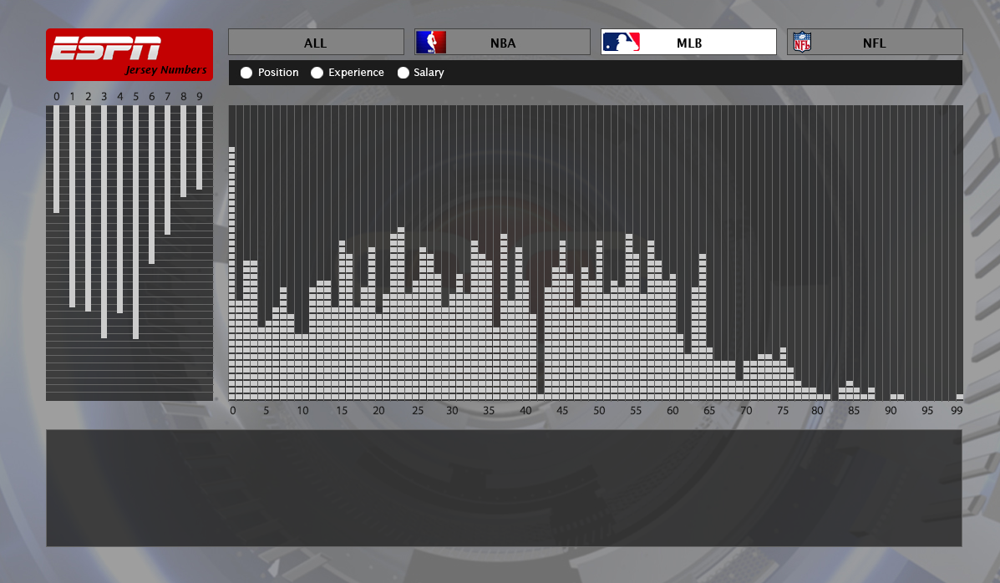 ESPN
Jersey Numbers
ALL
NBA
NBA
MLB
NFL
NFL
Position Experience Salary
0 1 2 3 4 5 6 7 8 9
0 5 10 15 20 25 30 35 40 45 50 55 60 65 70 75 80 85 90 95 99